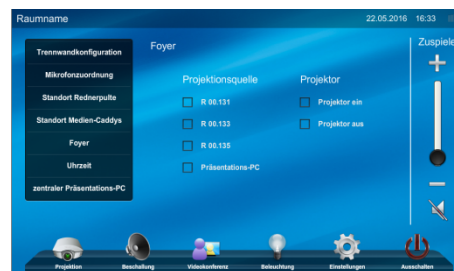 Raumname
22.05.2016 16:33
Trennwandkonfiguration
Mikrofonzuordnung
Standort Rednerpulte
Standort Medien-Caddys
Foyer
Uhrzeit
zentraler Präsentations-PC
Foyer
Projektionsquelle
R 00.131
R 00.133
R 00.135
Präsentations-PC
Projektor
Projektor ein
Projektor aus
Zuspiele
Projektion
Beschallung
Videokonferenz
Beleuchtung
Einstellungen
Ausschalten